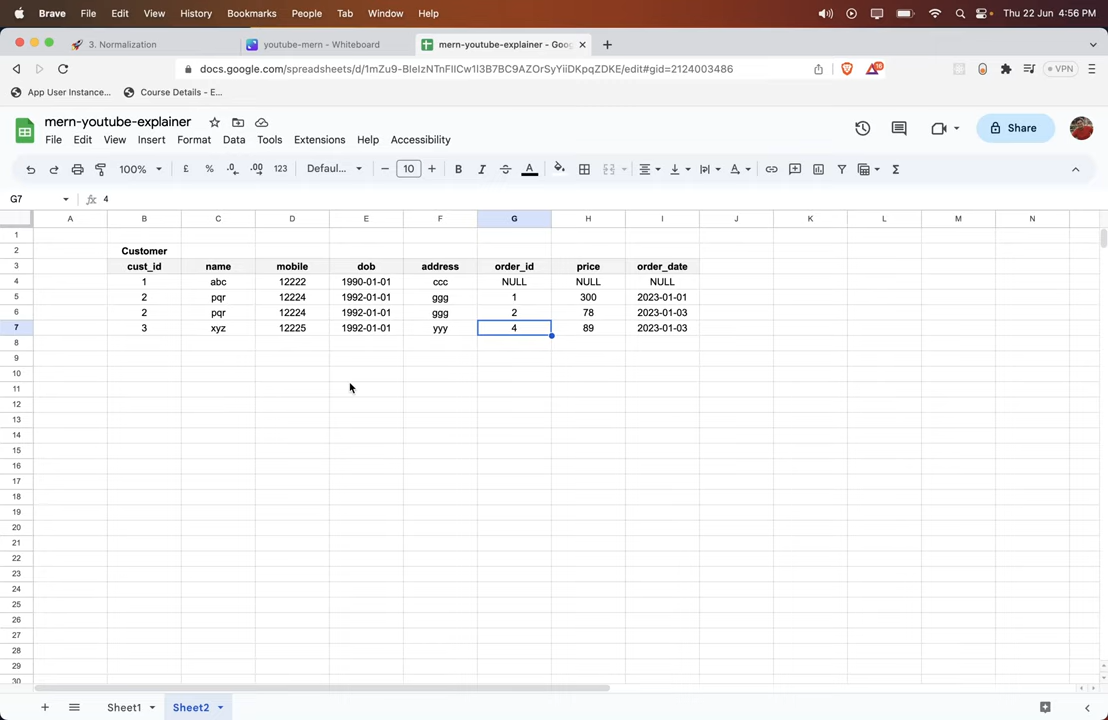 Brave File Edit View History Bookmarks People Tab Window Help Thu 22 Jun 4:56 PM
3. Normalization youtube-mern - Whiteboard mern-youtube-explainer - Goo
docs.google.com/spreadsheets/d/1mZu9-BIeIzNTnFIICw1I3B7BC9AZOrSyYiiDKpqZDKE/edit#gid=2124003486 16 VPN
App User Instance... Course Details - E...
mern-youtube-explainer
File Edit View Insert Format Data Tools Extensions Help Accessibility
Share
100% £ % .0 .00 123 Defaul... 10 B I S A
G7 fx 4
A B C D E F G H I J K L M N
1
2 Customer
3 cust_id name mobile dob address order_id price order_date
4 1 abc 12222 1990-01-01 ccc NULL NULL NULL
5 2 pqr 12224 1992-01-01 ggg 1 300 2023-01-01
6 2 pqr 12224 1992-01-01 ggg 2 78 2023-01-03
7 3 xyz 12225 1992-01-01 yyy 4 89 2023-01-03
8
9
10
11
12
13
14
15
16
17
18
19
20
21
22
23
24
25
26
27
28
29
30
Sheet1 Sheet2